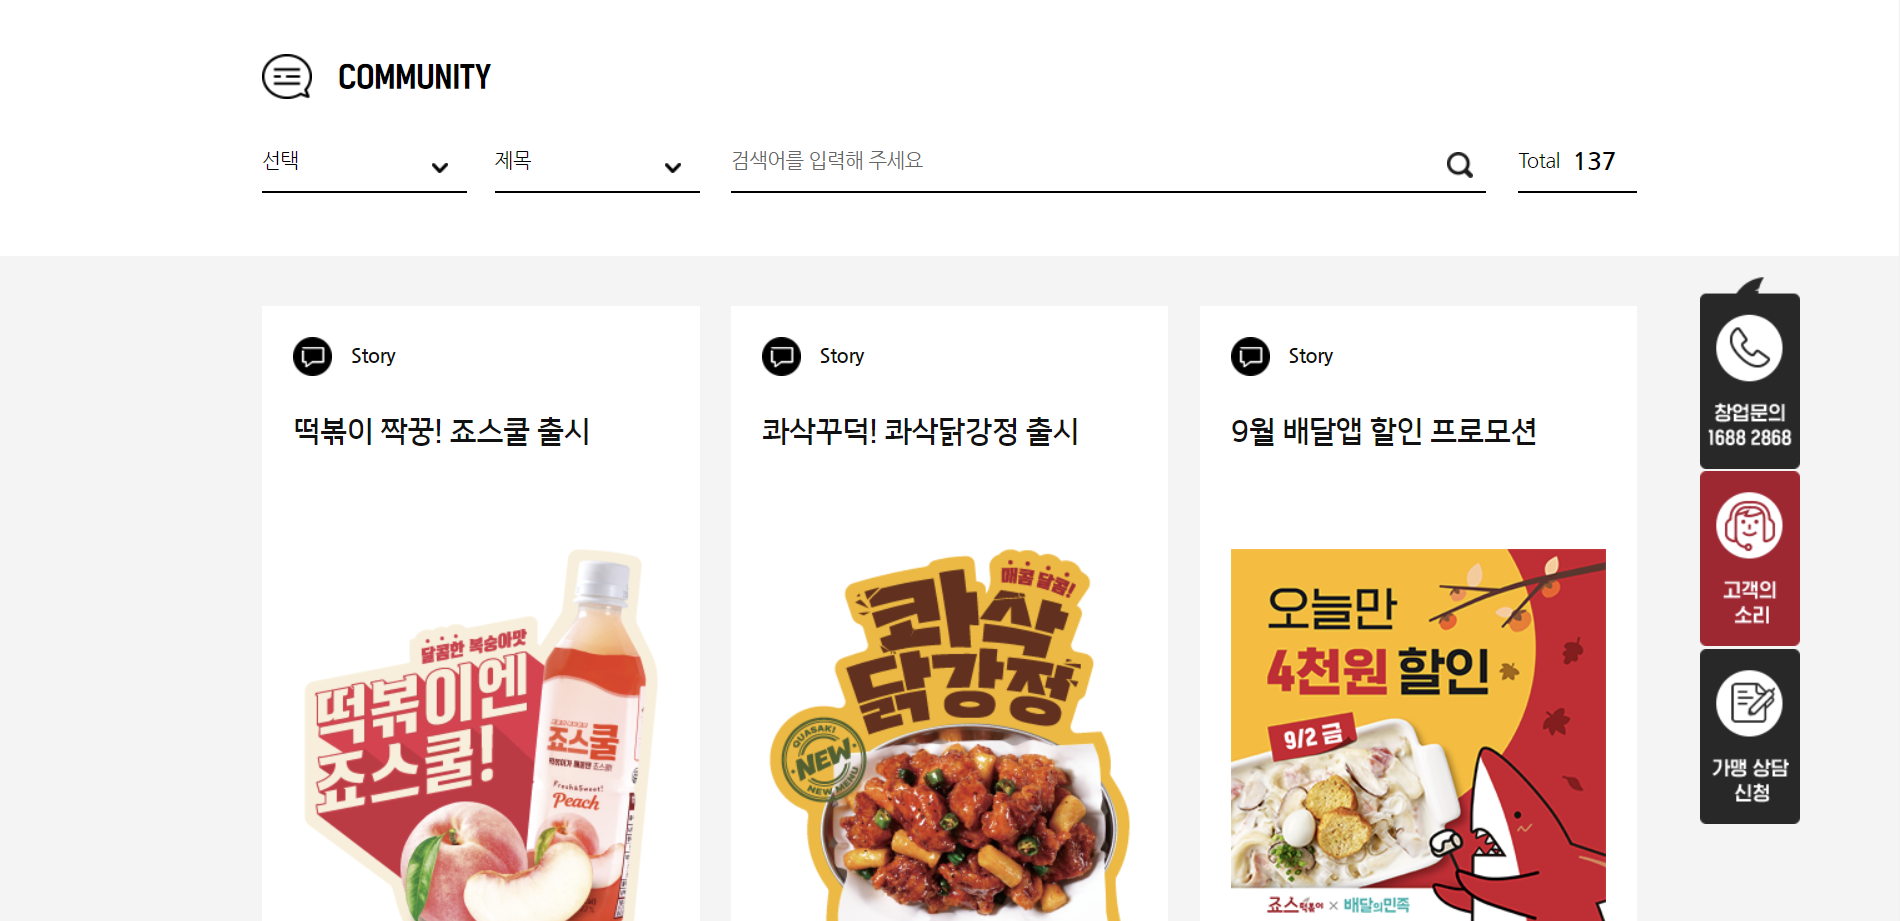 COMMUNITY
선택
제목
검색어를 입력해 주세요
Total 137
Story
떡볶이 짝꿍! 죠스쿨 출시
달콤한 복숭아맛
떡볶이엔
죠스쿨!
죠스쿨
Fresh&Sweet!
Peach
Story
콰삭꾸덕! 콰삭닭강정 출시
매콤 달콤!
콰삭
닭강정
QUASAKI
NEW
NEW MENU
Story
9월 배달앱 할인 프로모션
오늘만
4천원 할인
9/2 금
죠스떡볶이 × 배달의민족
창업문의
1688 2868
고객의
소리
가맹 상담
신청